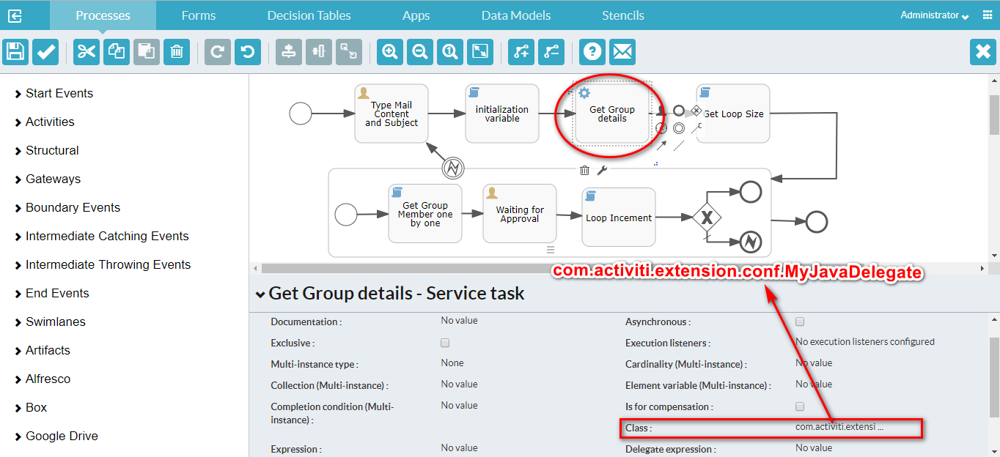 Processes
Forms
Decision Tables
Apps
Data Models
Stencils
Administrator
Start Events
Activities
Structural
Gateways
Boundary Events
Intermediate Catching Events
Intermediate Throwing Events
End Events
Swimlanes
Artifacts
Alfresco
Box
Google Drive
Type Mail
Content
and Subject
initialization
variable
Get Group
details
Get Loop Size
Get Group
Member one
by one
Waiting for
Approval
Loop Incement
com.activiti.extension.conf.MyJavaDelegate
Get Group details - Service task
Documentation : No value
Asynchronous :
Exclusive :
Execution listeners : No execution listeners configured
Multi-instance type : None
Cardinality (Multi-instance) : No value
Collection (Multi-instance) : No value
Element variable (Multi-instance) : No value
Completion condition (Multi-
instance) : No value
Is for compensation :
Class : com.activiti.extensi ...
Expression : No value
Delegate expression : No value